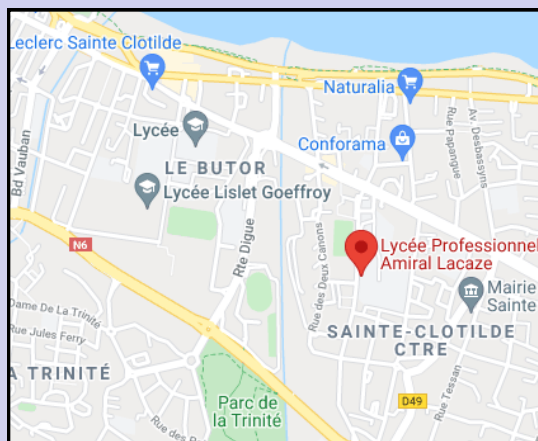 Leclerc Sainte Clotilde
Naturalia
Rue Papangue
Av. Desbassyns
Lycée
Conforama
Bd Vauban
LE BUTOR
Lycée Lislet Goeffroy
Rte Digue
N6
Rue des Deux Canons
Lycée Professionnel
Amiral Lacaze
Mairie
Sainte
Dame De La Trinité
Rue Jules Ferry
SAINTE-CLOTILDE
CTRE
A TRINITÉ
Parc de
la Trinité
D49
Rue Tessan